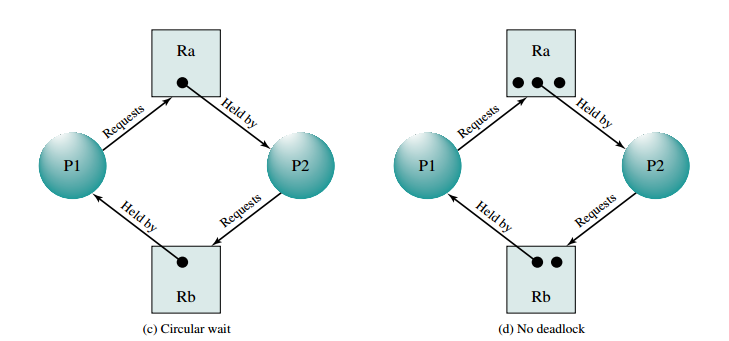 Ra
Requests
Held by
P1
P2
Held by
Requests
Rb
(c) Circular wait
Ra
Requests
Held by
P1
P2
Held by
Requests
Rb
(d) No deadlock